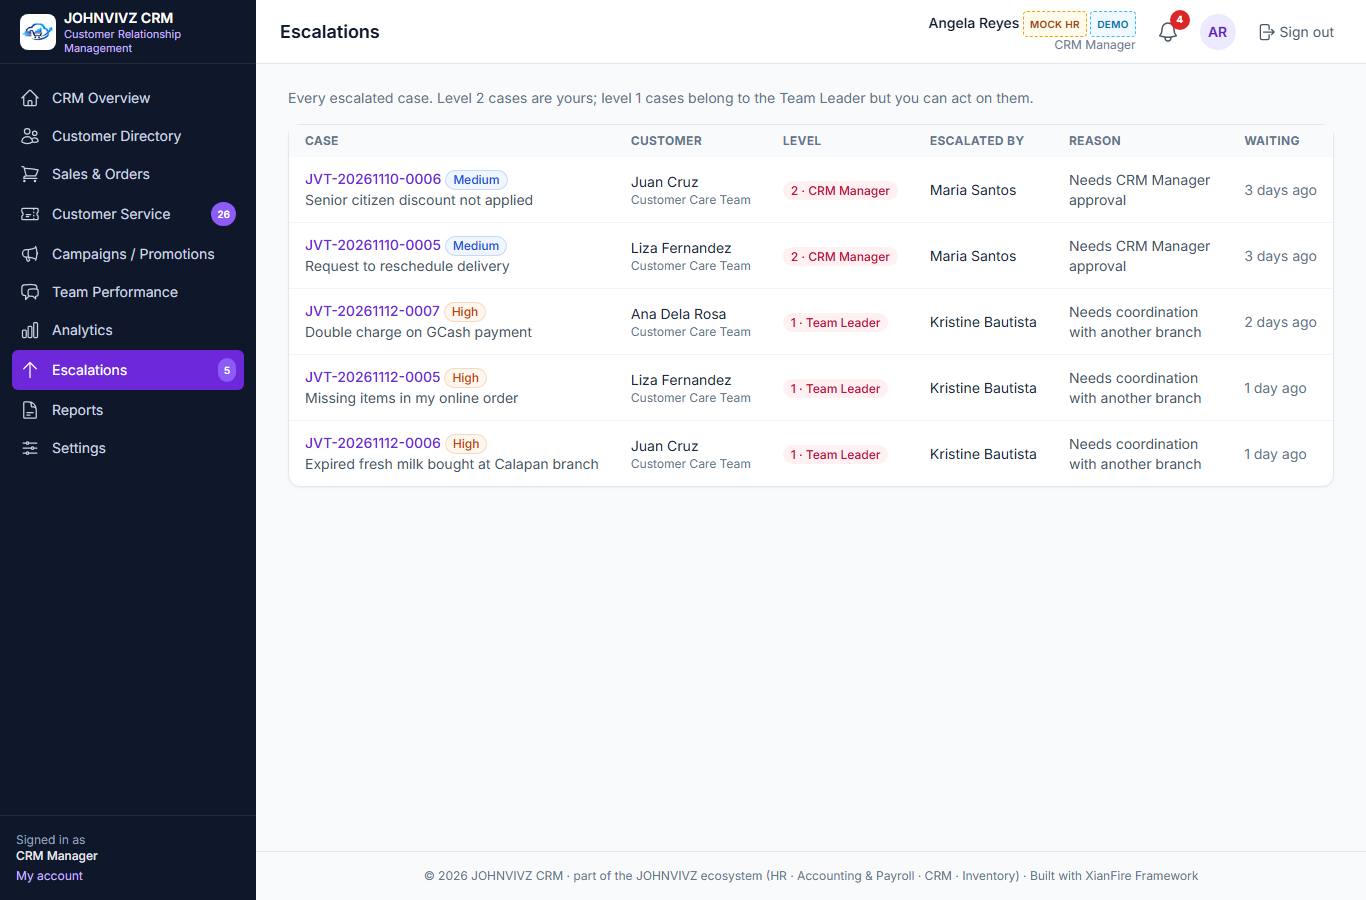 JOHNVIVZ CRM
Customer Relationship
Management
CRM Overview
Customer Directory
Sales & Orders
Customer Service
26
Campaigns / Promotions
Team Performance
Analytics
Escalations
5
Reports
Settings
Signed in as
CRM Manager
My account
Escalations
Angela Reyes MOCK HR DEMO
CRM Manager
4
AR
Sign out
Every escalated case. Level 2 cases are yours; level 1 cases belong to the Team Leader but you can act on them.
CASE CUSTOMER LEVEL ESCALATED BY REASON WAITING
JVT-20261110-0006 Medium
Senior citizen discount not applied
Juan Cruz
Customer Care Team
2 · CRM Manager
Maria Santos
Needs CRM Manager
approval
3 days ago
JVT-20261110-0005 Medium
Request to reschedule delivery
Liza Fernandez
Customer Care Team
2 · CRM Manager
Maria Santos
Needs CRM Manager
approval
3 days ago
JVT-20261112-0007 High
Double charge on GCash payment
Ana Dela Rosa
Customer Care Team
1 · Team Leader
Kristine Bautista
Needs coordination
with another branch
2 days ago
JVT-20261112-0005 High
Missing items in my online order
Liza Fernandez
Customer Care Team
1 · Team Leader
Kristine Bautista
Needs coordination
with another branch
1 day ago
JVT-20261112-0006 High
Expired fresh milk bought at Calapan branch
Juan Cruz
Customer Care Team
1 · Team Leader
Kristine Bautista
Needs coordination
with another branch
1 day ago
© 2026 JOHNVIVZ CRM · part of the JOHNVIVZ ecosystem (HR · Accounting & Payroll · CRM · Inventory) · Built with XianFire Framework